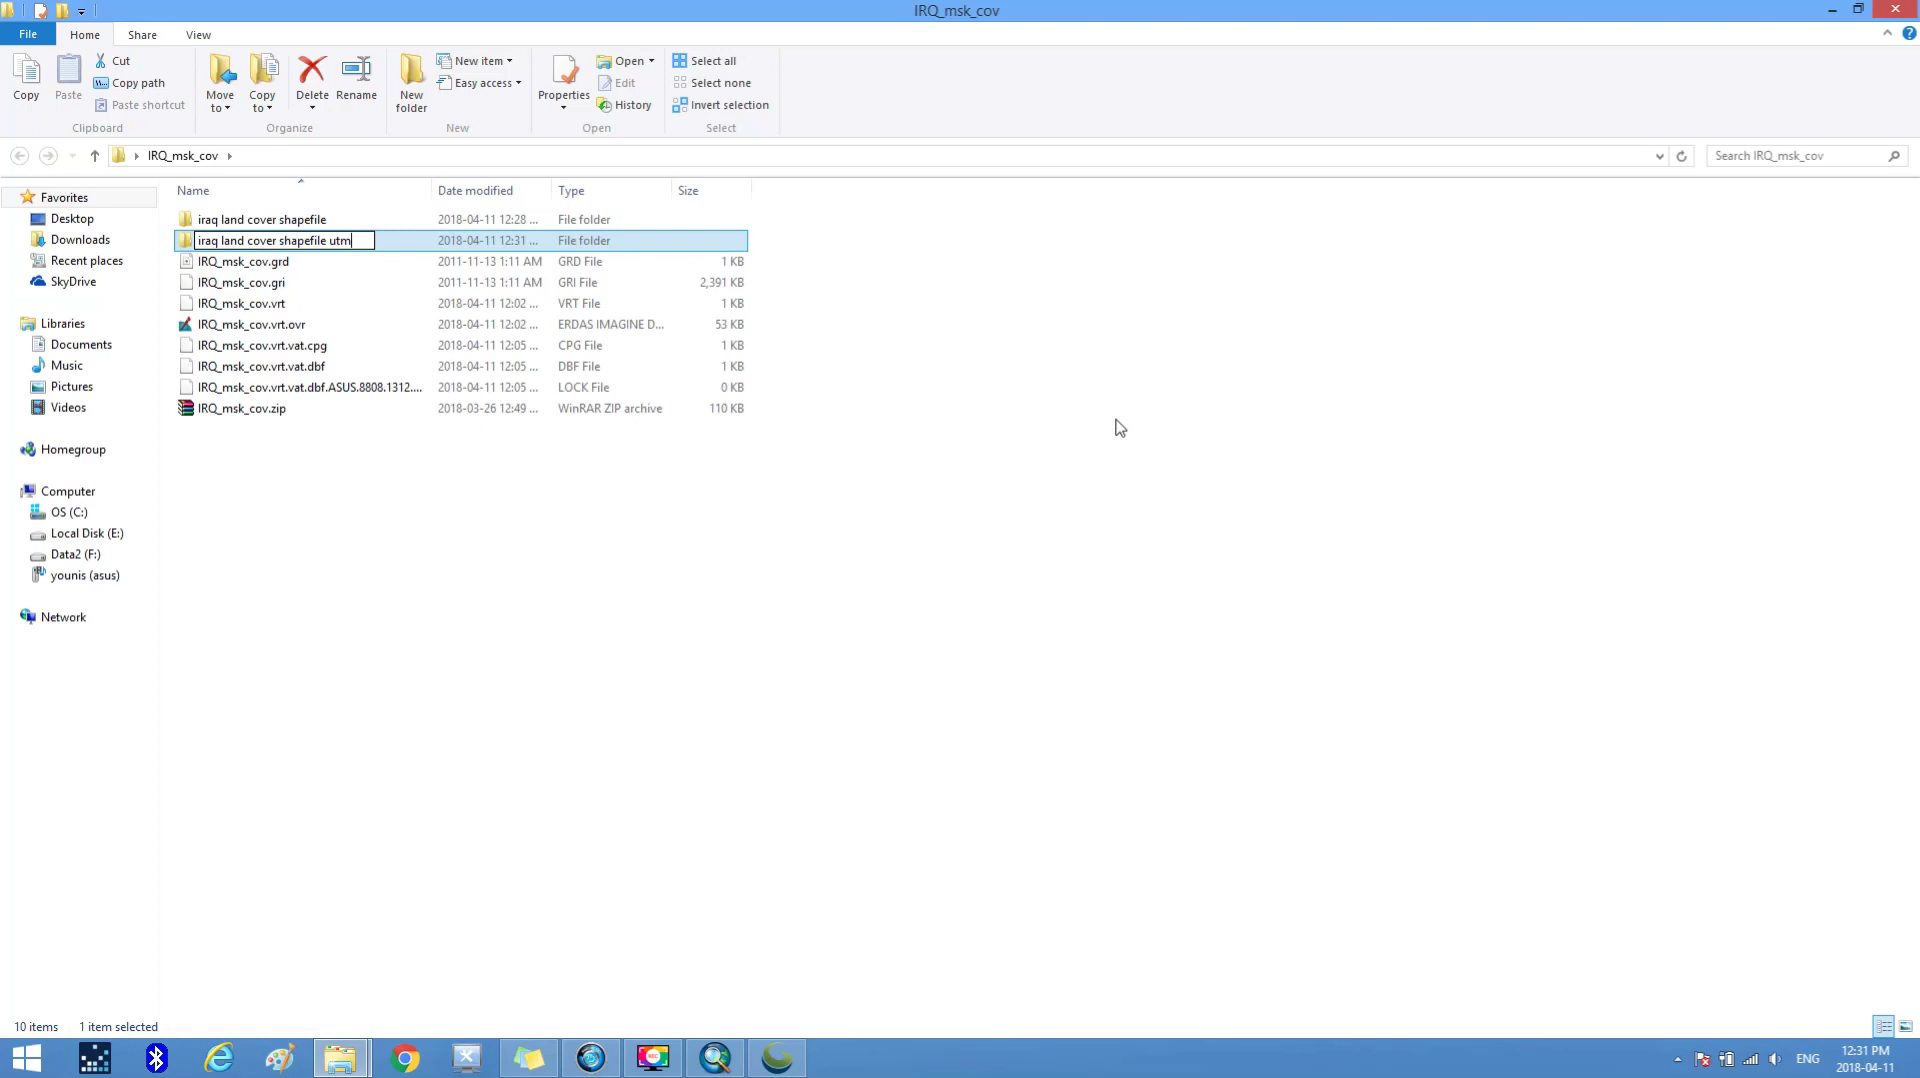 IRQ_msk_cov
File Home Share View
Copy Paste Cut Copy path Paste shortcut Clipboard
Move to Copy to Delete Rename Organize
New folder New item Easy access New
Properties Open Edit History Open
Select all Select none Invert selection Select
IRQ_msk_cov Search IRQ_msk_cov
Favorites
Desktop
Downloads
Recent places
SkyDrive
Libraries
Documents
Music
Pictures
Videos
Homegroup
Computer
OS (C:)
Local Disk (E:)
Data2 (F:)
younis (asus)
Network
Name Date modified Type Size
iraq land cover shapefile 2018-04-11 12:28 ... File folder
iraq land cover shapefile utm 2018-04-11 12:31 ... File folder
IRQ_msk_cov.grd 2011-11-13 1:11 AM GRD File 1 KB
IRQ_msk_cov.gri 2011-11-13 1:11 AM GRI File 2,391 KB
IRQ_msk_cov.vrt 2018-04-11 12:02 ... VRT File 1 KB
IRQ_msk_cov.vrt.ovr 2018-04-11 12:02 ... ERDAS IMAGINE D... 53 KB
IRQ_msk_cov.vrt.vat.cpg 2018-04-11 12:05 ... CPG File 1 KB
IRQ_msk_cov.vrt.vat.dbf 2018-04-11 12:05 ... DBF File 1 KB
IRQ_msk_cov.vrt.vat.dbf.ASUS.8808.1312.... 2018-04-11 12:05 ... LOCK File 0 KB
IRQ_msk_cov.zip 2018-03-26 12:49 ... WinRAR ZIP archive 110 KB
10 items 1 item selected
REC
ENG
12:31 PM
2018-04-11